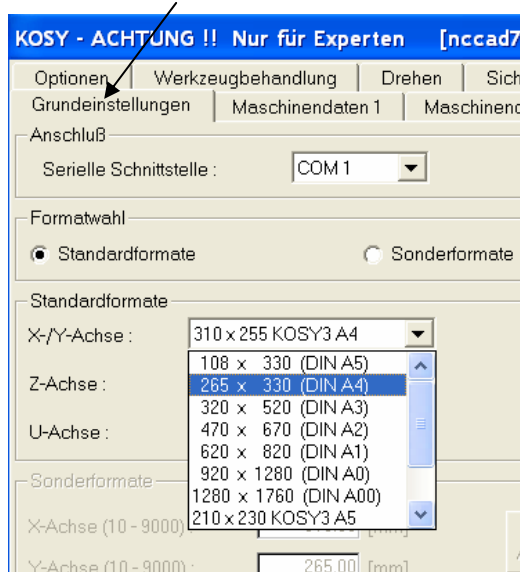 KOSY - ACHTUNG !! Nur für Experten [nccad7
Optionen Werkzeugbehandlung Drehen Sich
Grundeinstellungen Maschinendaten 1 Maschinend
Anschluß
Serielle Schnittstelle : COM 1
Formatwahl
Standardformate Sonderformate
Standardformate
X-/Y-Achse : 310 x 255 KOSY3 A4
108 x 330 (DIN A5)
Z-Achse : 265 x 330 (DIN A4)
320 x 520 (DIN A3)
U-Achse : 470 x 670 (DIN A2)
620 x 820 (DIN A1)
Sonderformate 920 x 1280 (DIN A0)
1280 x 1760 (DIN A00)
X-Achse (10 - 9000) : 210 x 230 KOSY3 A5 [mm]
Y-Achse (10 - 9000) : 265.00 [mm]